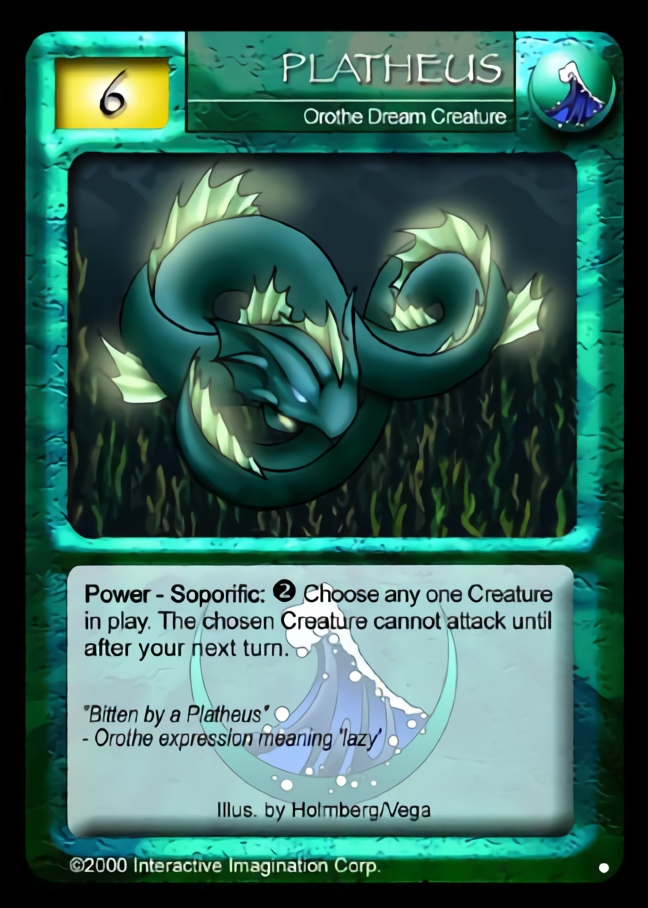 6
PLATHEUS
Orothe Dream Creature
Power - Soporific: ❷ Choose any one Creature
in play. The chosen Creature cannot attack until
after your next turn.
"Bitten by a Platheus"
- Orothe expression meaning 'lazy'
Illus. by Holmberg/Vega
©2000 Interactive Imagination Corp.